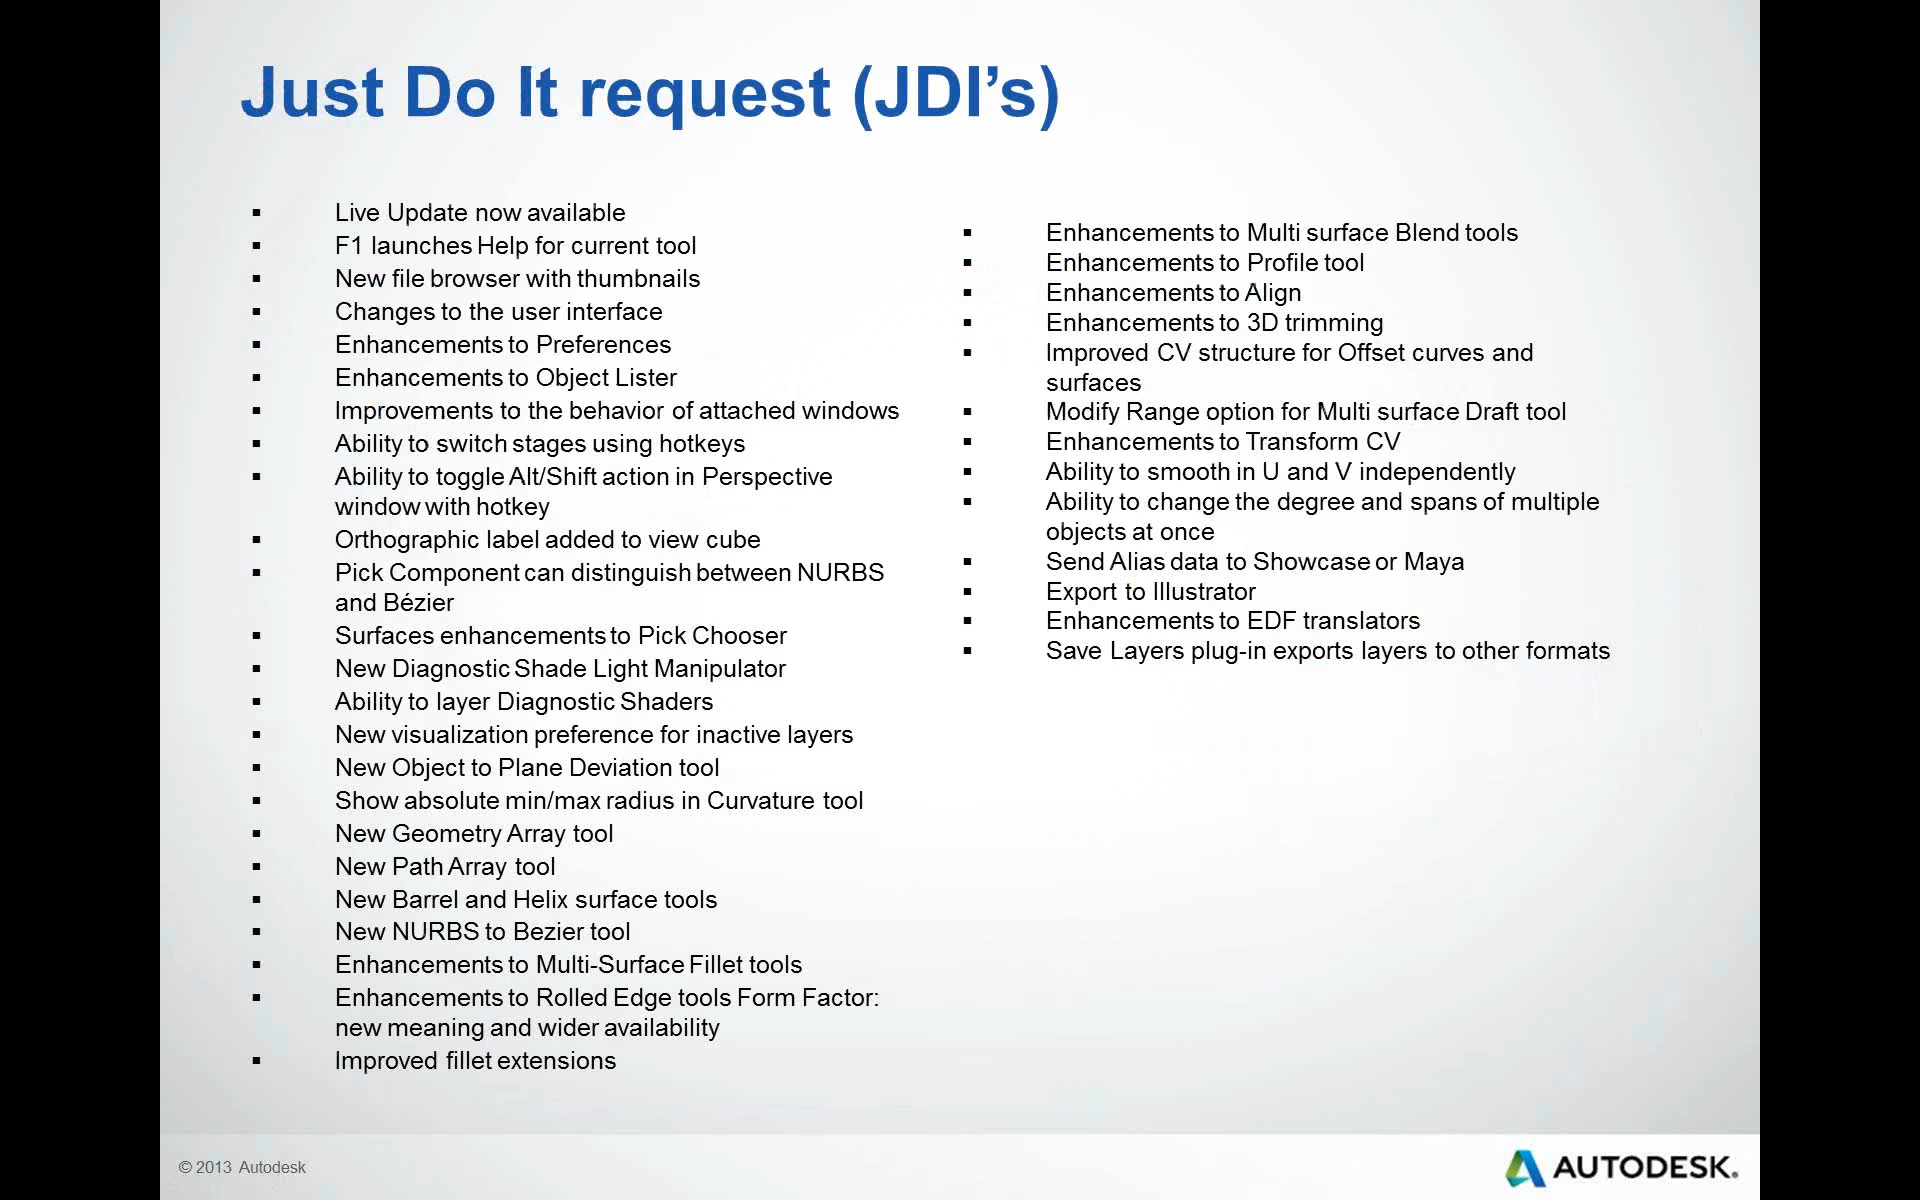 Just Do It request (JDI's)
▪ Live Update now available
▪ F1 launches Help for current tool
▪ New file browser with thumbnails
▪ Changes to the user interface
▪ Enhancements to Preferences
▪ Enhancements to Object Lister
▪ Improvements to the behavior of attached windows
▪ Ability to switch stages using hotkeys
▪ Ability to toggle Alt/Shift action in Perspective
window with hotkey
▪ Orthographic label added to view cube
▪ Pick Component can distinguish between NURBS
and Bézier
▪ Surfaces enhancements to Pick Chooser
▪ New Diagnostic Shade Light Manipulator
▪ Ability to layer Diagnostic Shaders
▪ New visualization preference for inactive layers
▪ New Object to Plane Deviation tool
▪ Show absolute min/max radius in Curvature tool
▪ New Geometry Array tool
▪ New Path Array tool
▪ New Barrel and Helix surface tools
▪ New NURBS to Bezier tool
▪ Enhancements to Multi-Surface Fillet tools
▪ Enhancements to Rolled Edge tools Form Factor:
new meaning and wider availability
▪ Improved fillet extensions
▪ Enhancements to Multi surface Blend tools
▪ Enhancements to Profile tool
▪ Enhancements to Align
▪ Enhancements to 3D trimming
▪ Improved CV structure for Offset curves and
surfaces
▪ Modify Range option for Multi surface Draft tool
▪ Enhancements to Transform CV
▪ Ability to smooth in U and V independently
▪ Ability to change the degree and spans of multiple
objects at once
▪ Send Alias data to Showcase or Maya
▪ Export to Illustrator
▪ Enhancements to EDF translators
▪ Save Layers plug-in exports layers to other formats
© 2013 Autodesk
AUTODESK.